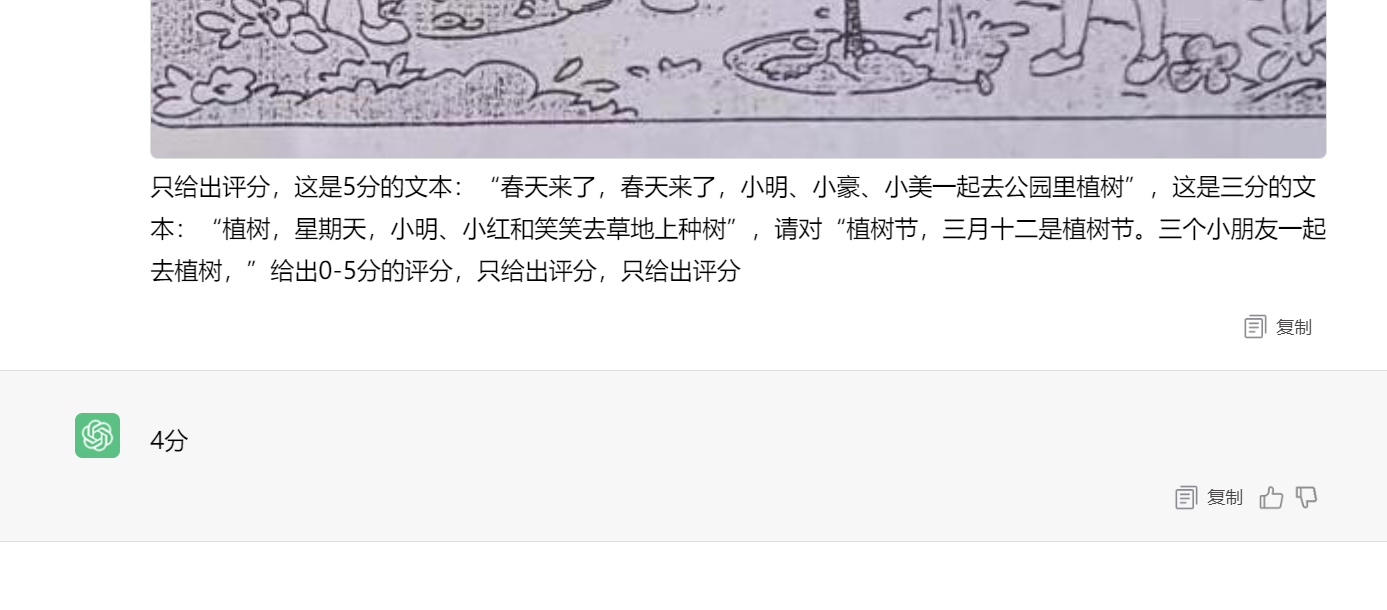 只给出评分，这是5分的文本：“春天来了，春天来了，小明、小豪、小美一起去公园里植树”，这是三分的文
本：“植树，星期天，小明、小红和笑笑去草地上种树”，请对“植树节，三月十二是植树节。三个小朋友一起
去植树，”给出0-5分的评分，只给出评分，只给出评分
复制
4分
复制